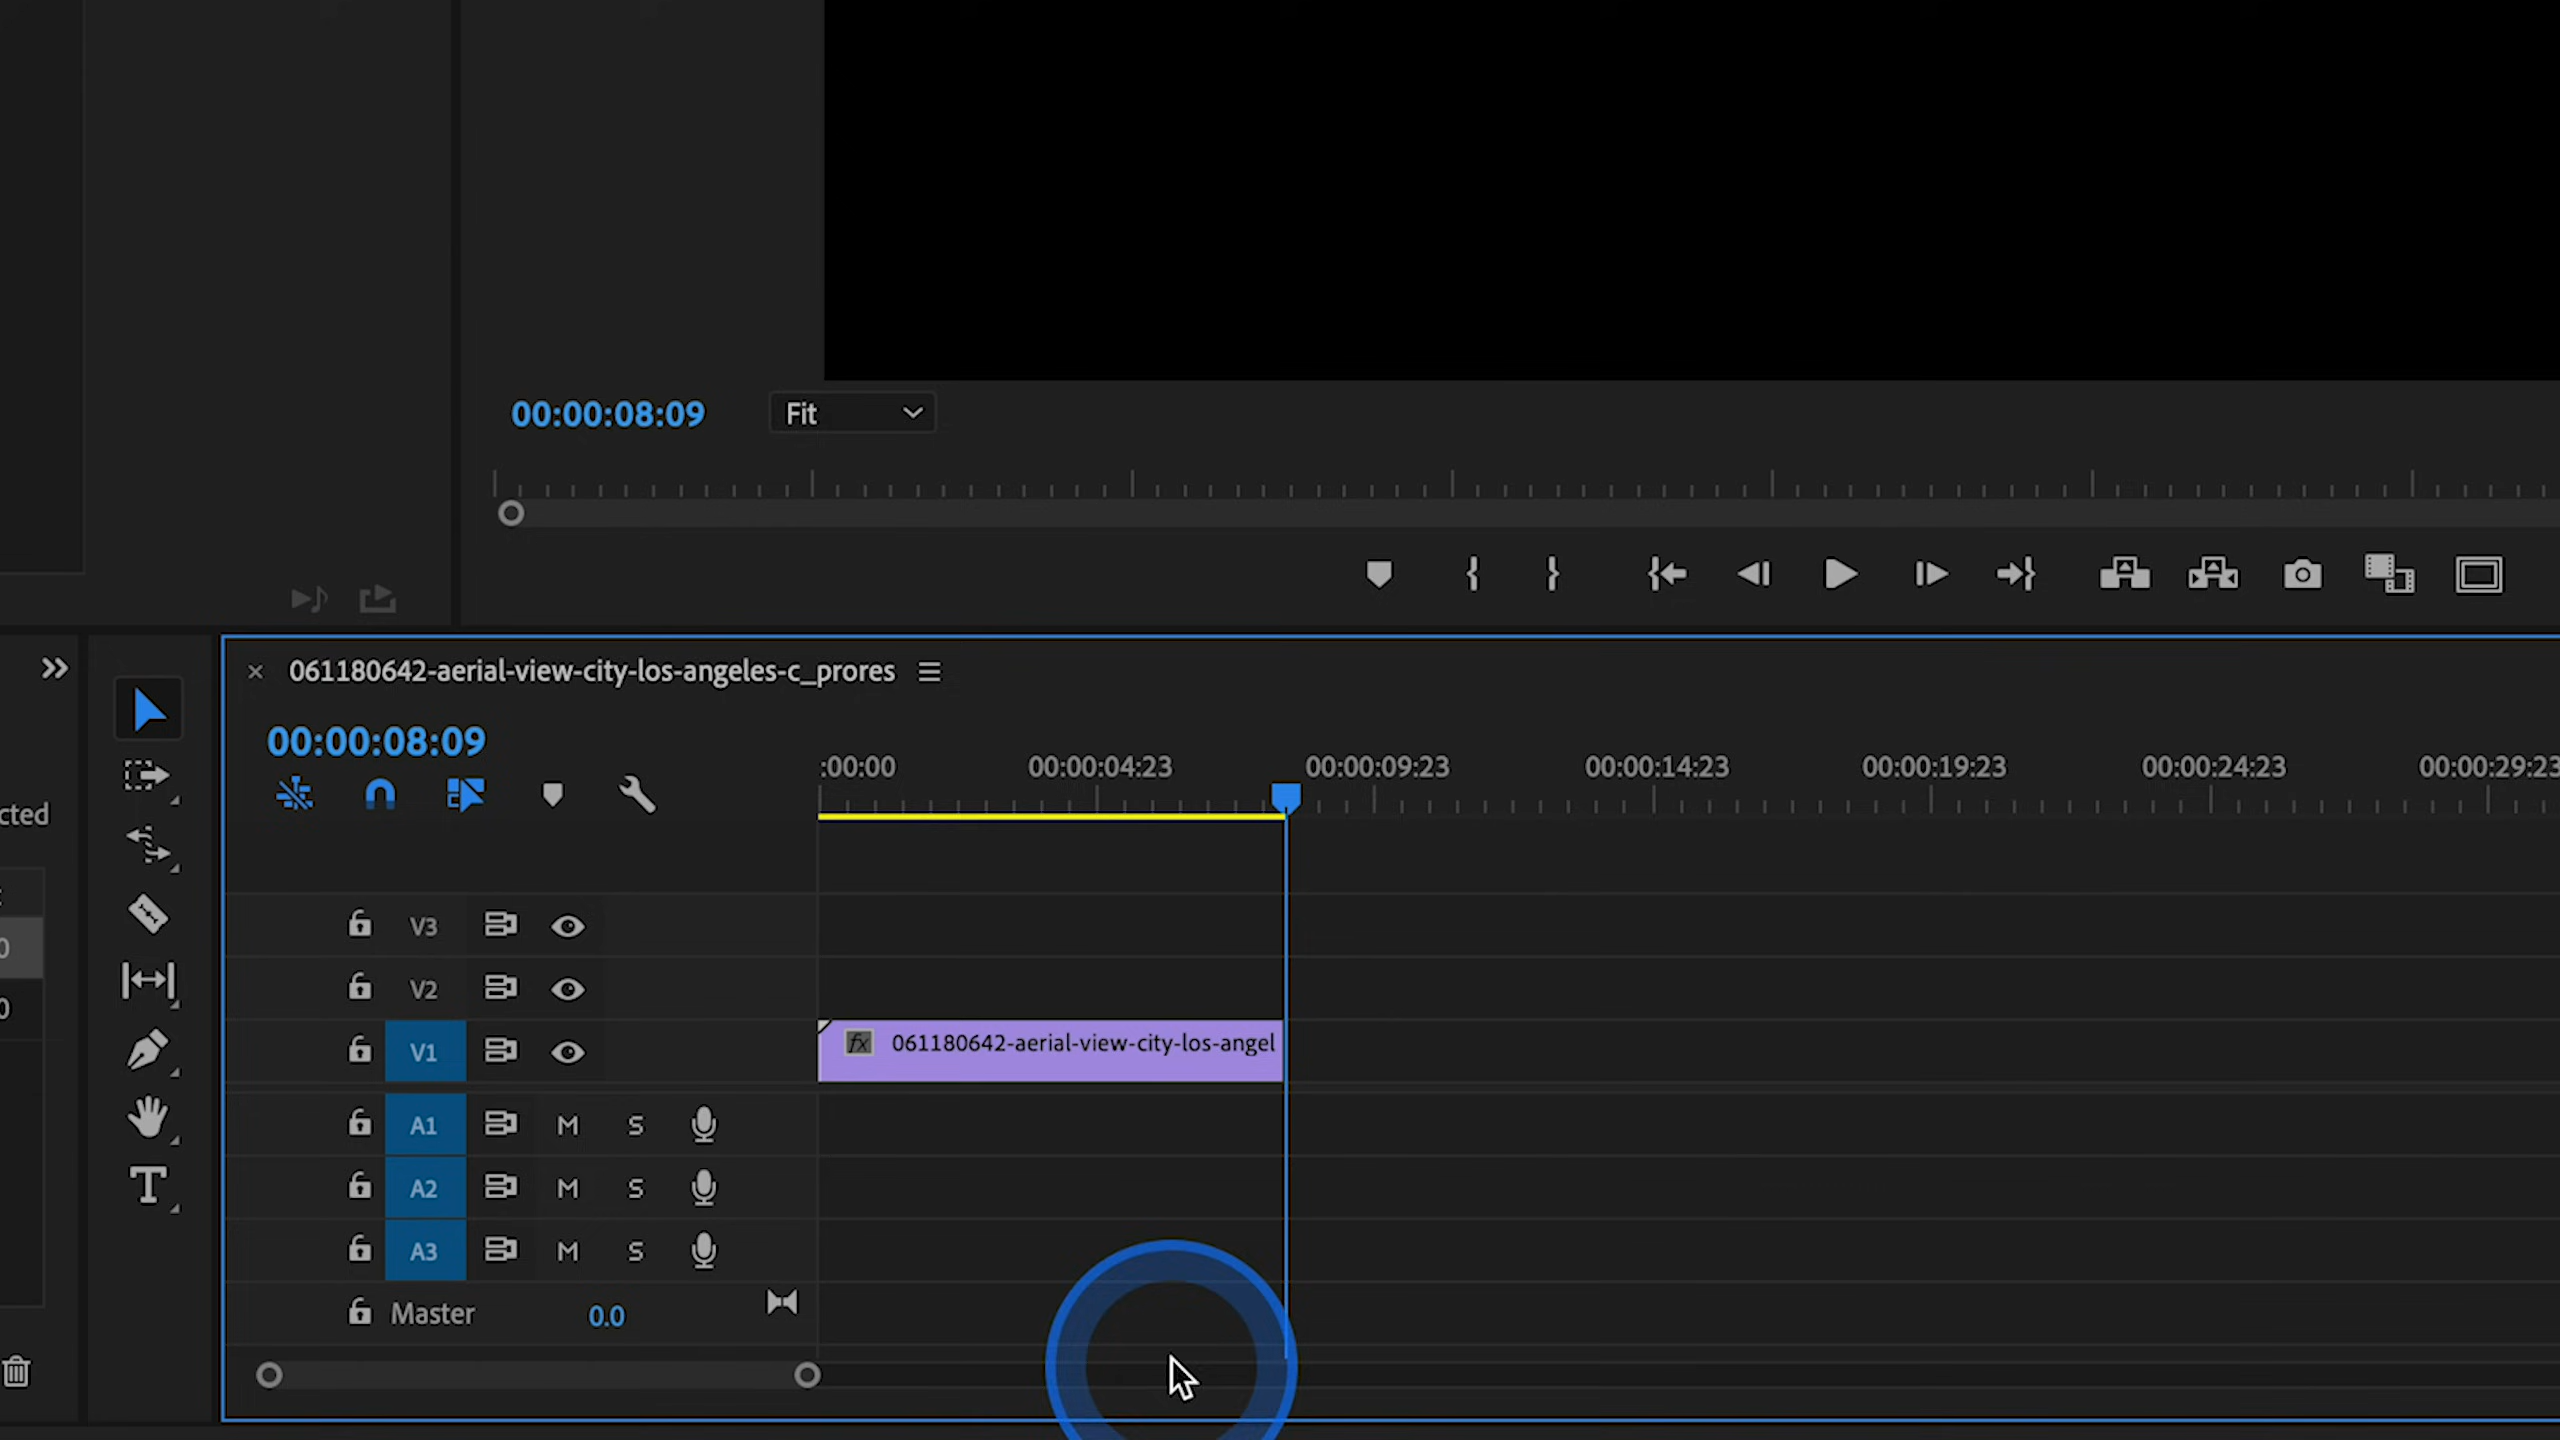 00:00:08:09
Fit
061180642-aerial-view-city-los-angeles-c_prores
00:00:08:09
:00:00
00:00:04:23
00:00:09:23
00:00:14:23
00:00:19:23
00:00:24:23
00:00:29:23
cted
V3
0
V2
0
V1
fx 061180642-aerial-view-city-los-angel
A1 M S
A2 M S
A3 M S
Master 0.0